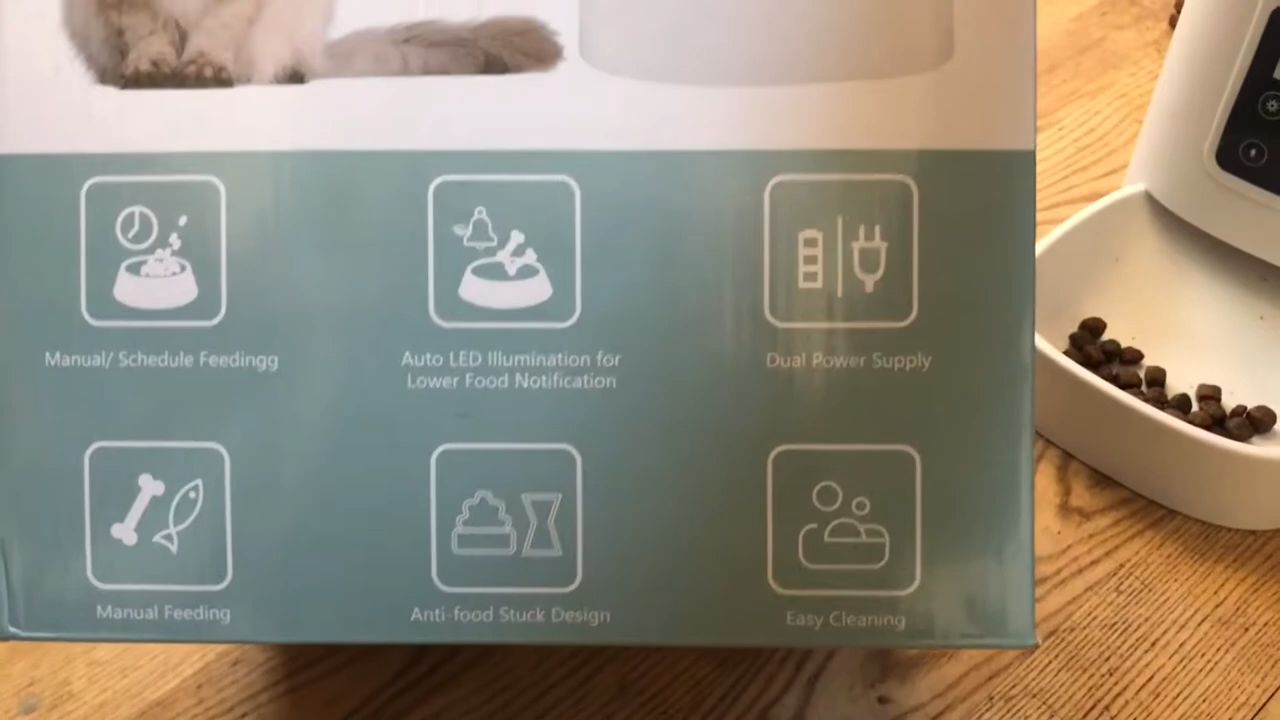 Manual/ Schedule Feedingg
Auto LED Illumination for
Lower Food Notification
Dual Power Supply
Manual Feeding
Anti-food Stuck Design
Easy Cleaning